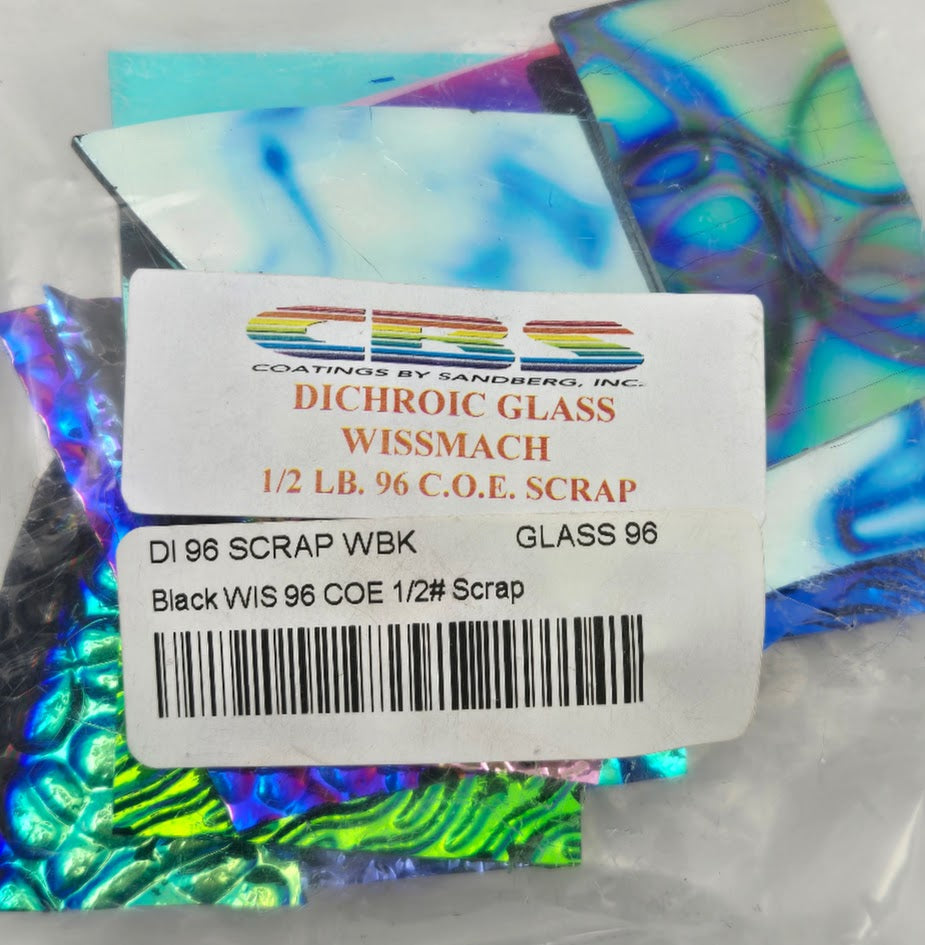 CBS
COATINGS BY SANDBERG, INC.
DICHROIC GLASS
WISSMACH
1/2 LB. 96 C.O.E. SCRAP
DI 96 SCRAP WBK GLASS 96
Black WIS 96 COE 1/2# Scrap